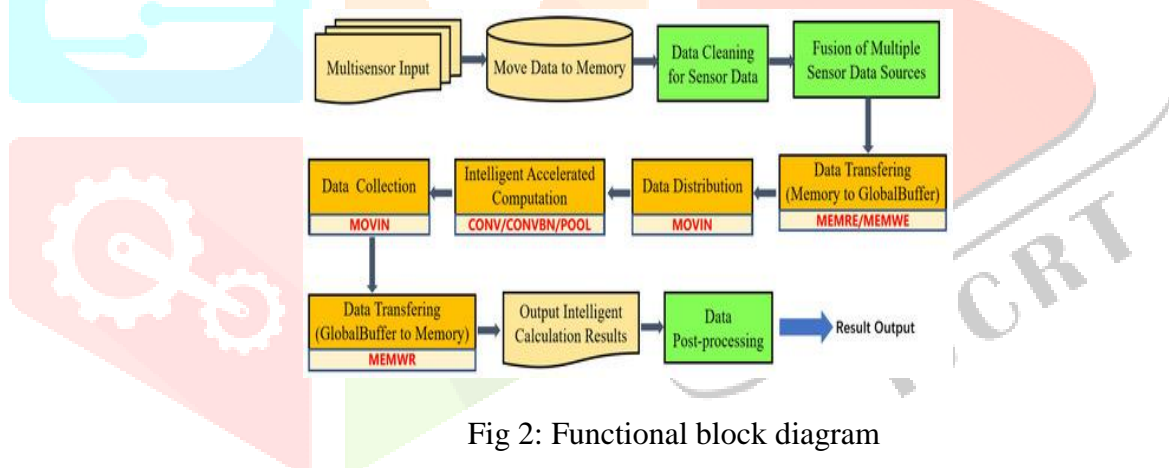 Multisensor Input
Move Data to Memory
Data Cleaning
for Sensor Data
Fusion of Multiple
Sensor Data Sources
Data Transfering
(Memory to GlobalBuffer)
MEMRE/MEMWE
Data Distribution
MOVIN
Intelligent Accelerated
Computation
CONV/CONVBN/POOL
Data Collection
MOVIN
Data Transfering
(GlobalBuffer to Memory)
MEMWR
Output Intelligent
Calculation Results
Data
Post-processing
Result Output
CRT
Fig 2: Functional block diagram